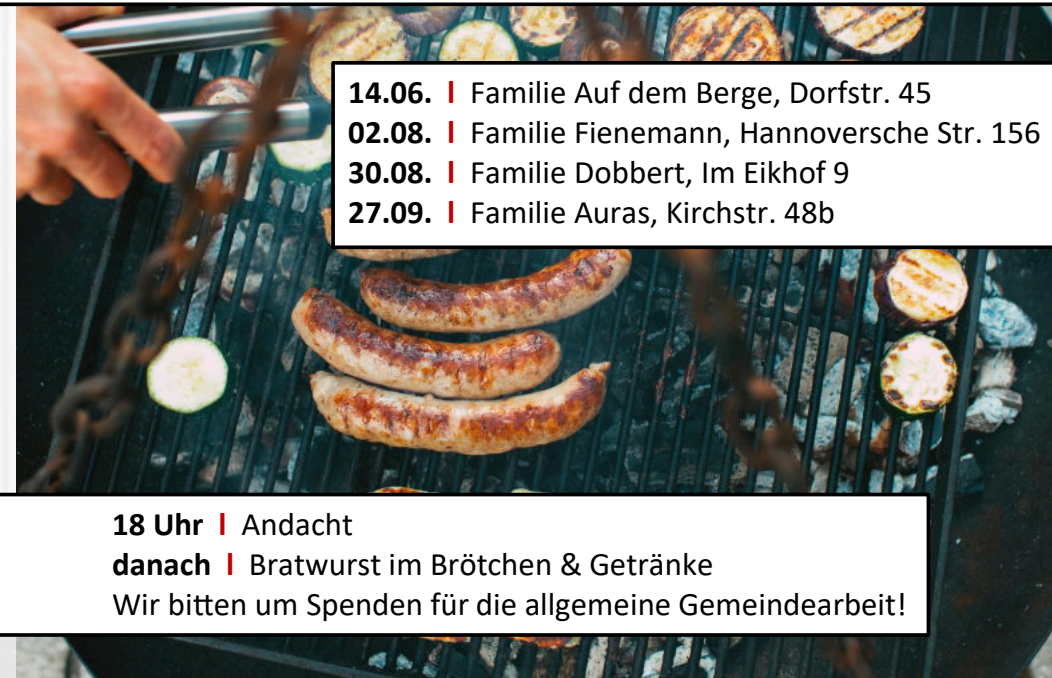 14.06. I Familie Auf dem Berge, Dorfstr. 45
02.08. I Familie Fienemann, Hannoversche Str. 156
30.08. I Familie Dobbert, Im Eikhof 9
27.09. I Familie Auras, Kirchstr. 48b
18 Uhr I Andacht
danach I Bratwurst im Brötchen & Getränke
Wir bitten um Spenden für die allgemeine Gemeindearbeit!